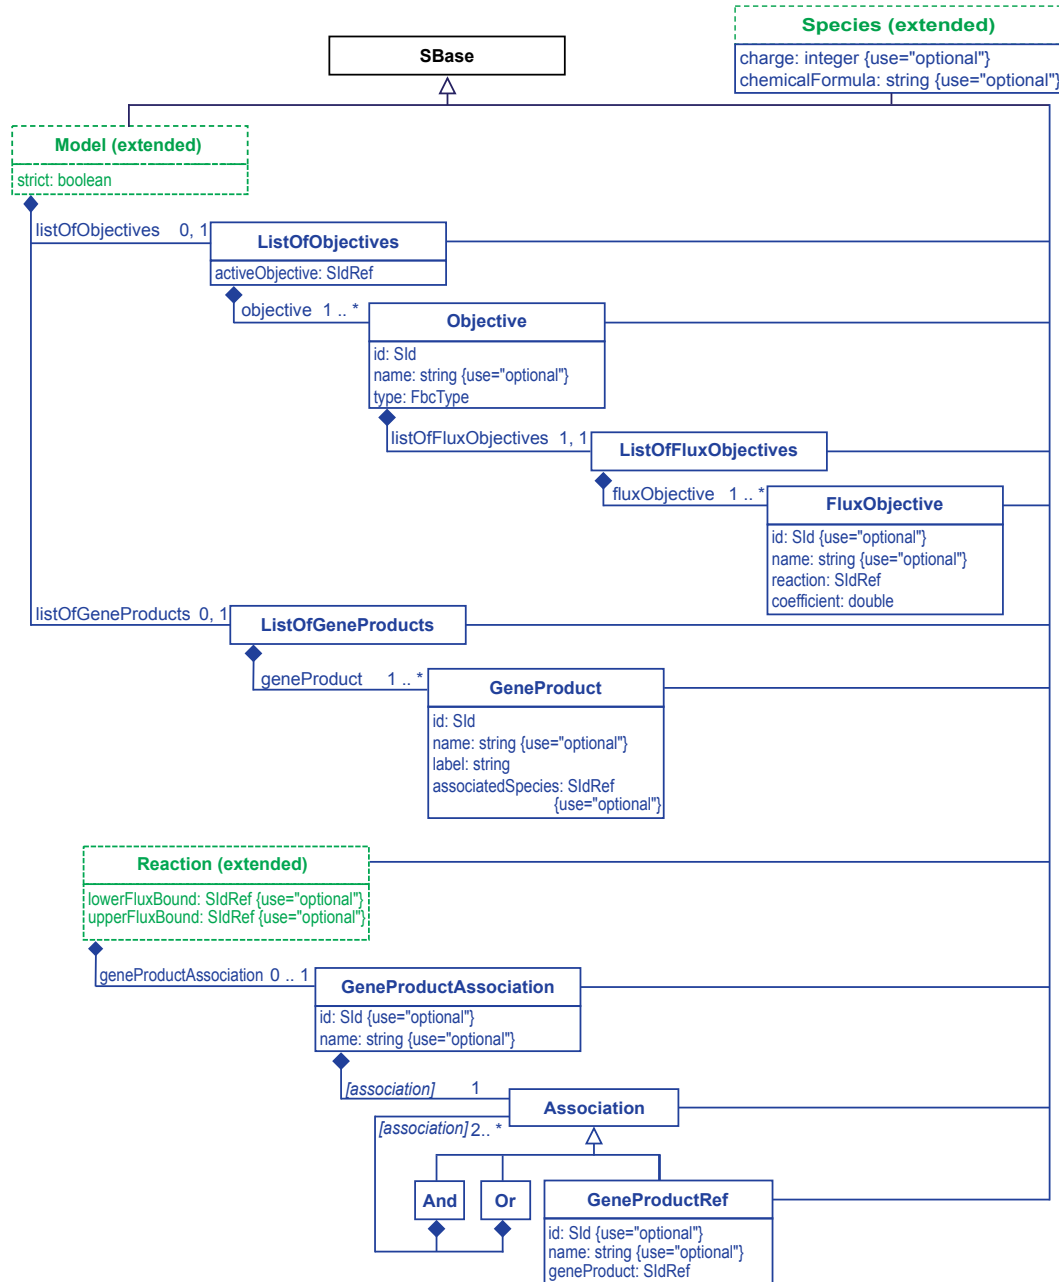 Species (extended)
charge: integer {use="optional"}
chemicalFormula: string {use="optional"}
SBase
Model (extended)
strict: boolean
listOfObjectives 0, 1
ListOfObjectives
activeObjective: SIdRef
objective 1 .. *
Objective
id: SId
name: string {use="optional"}
type: FbcType
listOfFluxObjectives 1, 1
ListOfFluxObjectives
fluxObjective 1 .. *
FluxObjective
id: SId {use="optional"}
name: string {use="optional"}
reaction: SIdRef
coefficient: double
listOfGeneProducts 0, 1
ListOfGeneProducts
geneProduct 1 .. *
GeneProduct
id: SId
name: string {use="optional"}
label: string
associatedSpecies: SIdRef
{use="optional"}
Reaction (extended)
lowerFluxBound: SIdRef {use="optional"}
upperFluxBound: SIdRef {use="optional"}
geneProductAssociation 0 .. 1
GeneProductAssociation
id: SId {use="optional"}
name: string {use="optional"}
[association] 1
Association
[association] 2.. *
And
Or
GeneProductRef
id: SId {use="optional"}
name: string {use="optional"}
geneProduct: SIdRef